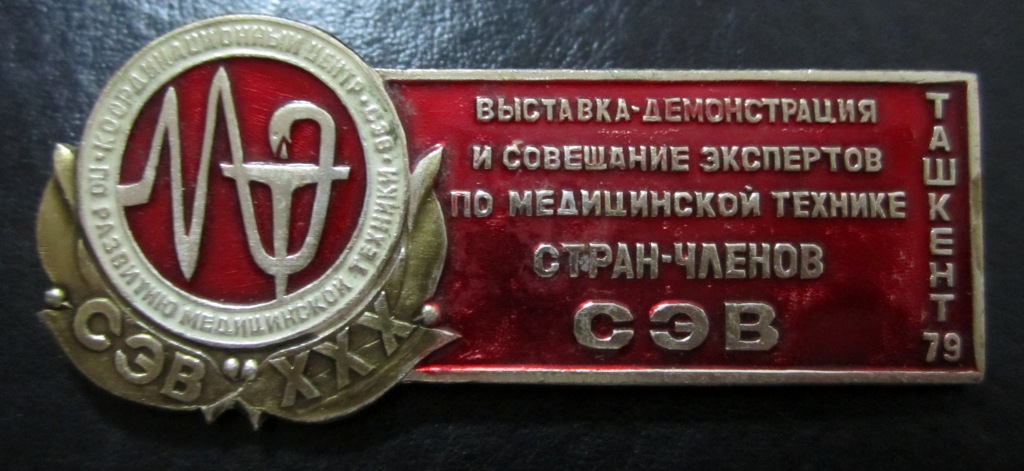 КООРДИНАЦИОННЫЙ ЦЕНТР · СЭВ ·
ПО РАЗВИТИЮ МЕДИЦИНСКОЙ ТЕХНИКИ ·
СЭВ XXX
ВЫСТАВКА-ДЕМОНСТРАЦИЯ
И СОВЕЩАНИЕ ЭКСПЕРТОВ
ПО МЕДИЦИНСКОЙ ТЕХНИКЕ
СТРАН-ЧЛЕНОВ
СЭВ
ТАШКЕНТ
79